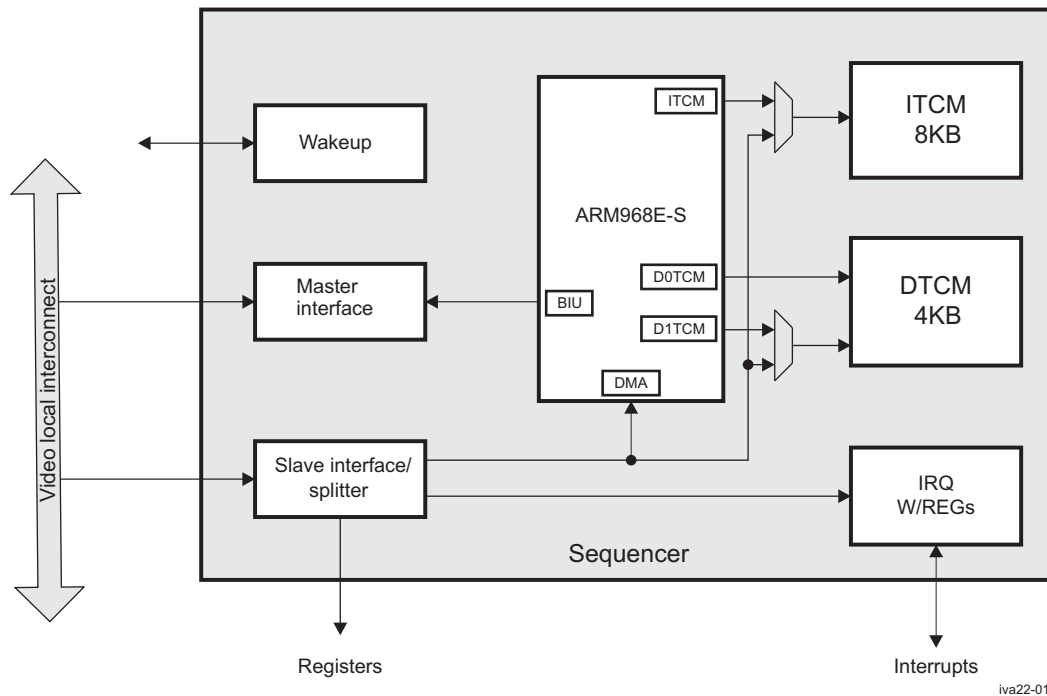 ITCM
ITCM
8KB
Wakeup
ARM968E-S
D0TCM
DTCM
4KB
Master
interface
BIU
D1TCM
Video local interconnect
DMA
Slave interface/
splitter
IRQ
W/REGs
Sequencer
Registers
Interrupts
iva22-01